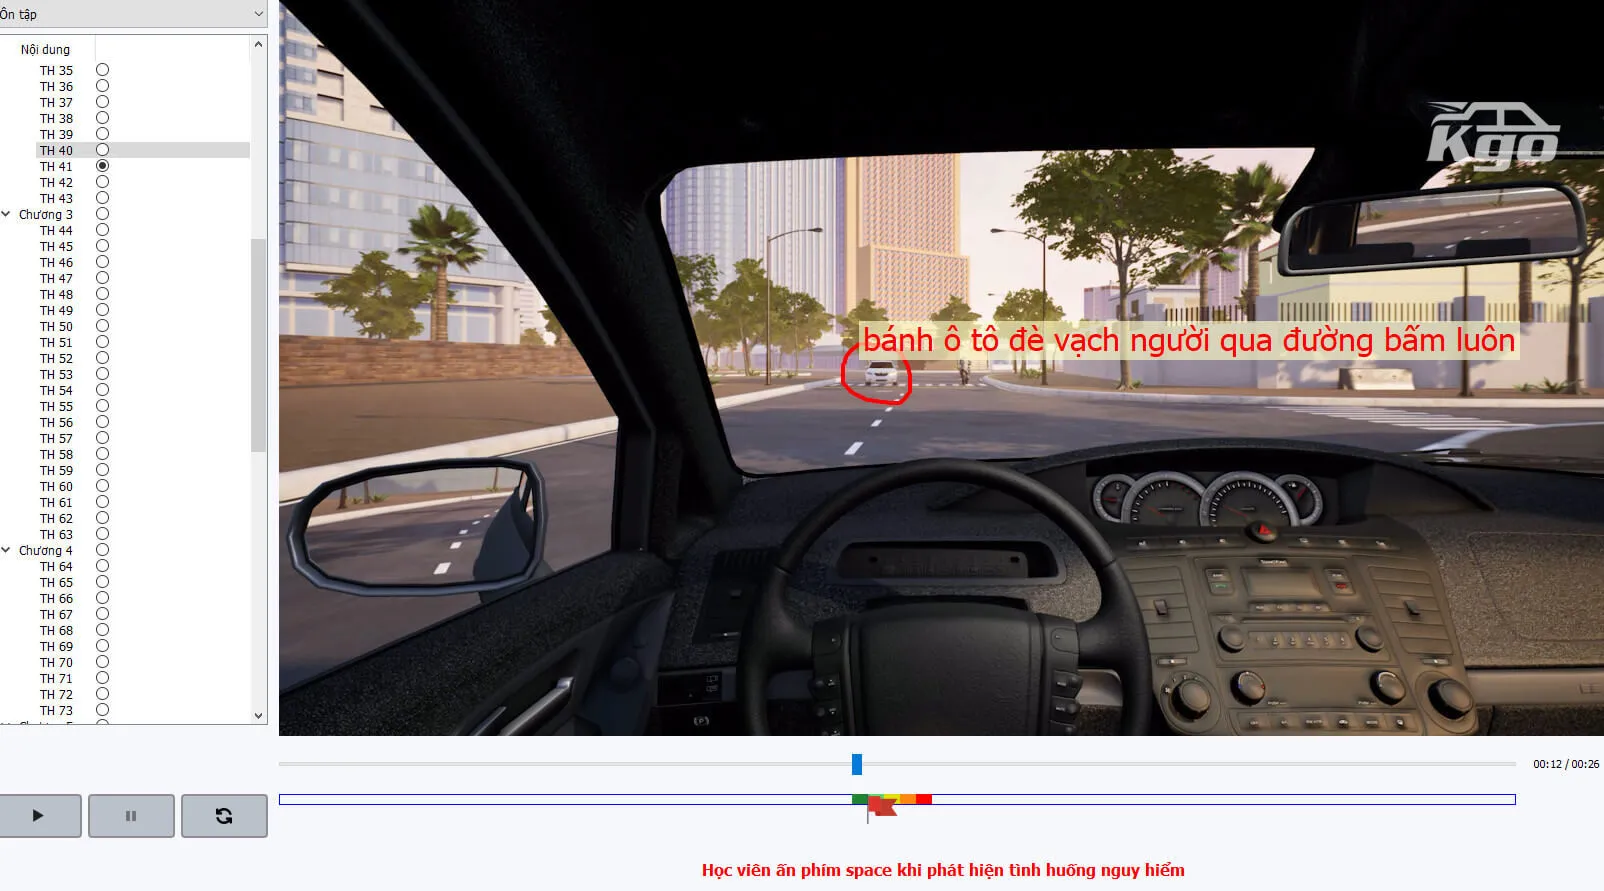 Ôn tập
Nội dung
TH 35
TH 36
TH 37
TH 38
TH 39
TH 40
TH 41
TH 42
TH 43
Chương 3
TH 44
TH 45
TH 46
TH 47
TH 48
TH 49
TH 50
TH 51
TH 52
TH 53
TH 54
TH 55
TH 56
TH 57
TH 58
TH 59
TH 60
TH 61
TH 62
TH 63
Chương 4
TH 64
TH 65
TH 66
TH 67
TH 68
TH 69
TH 70
TH 71
TH 72
TH 73
Kgo
bánh ô tô đè vạch người qua đường bấm luôn
00:12 / 00:26
Học viên ấn phím space khi phát hiện tình huống nguy hiểm